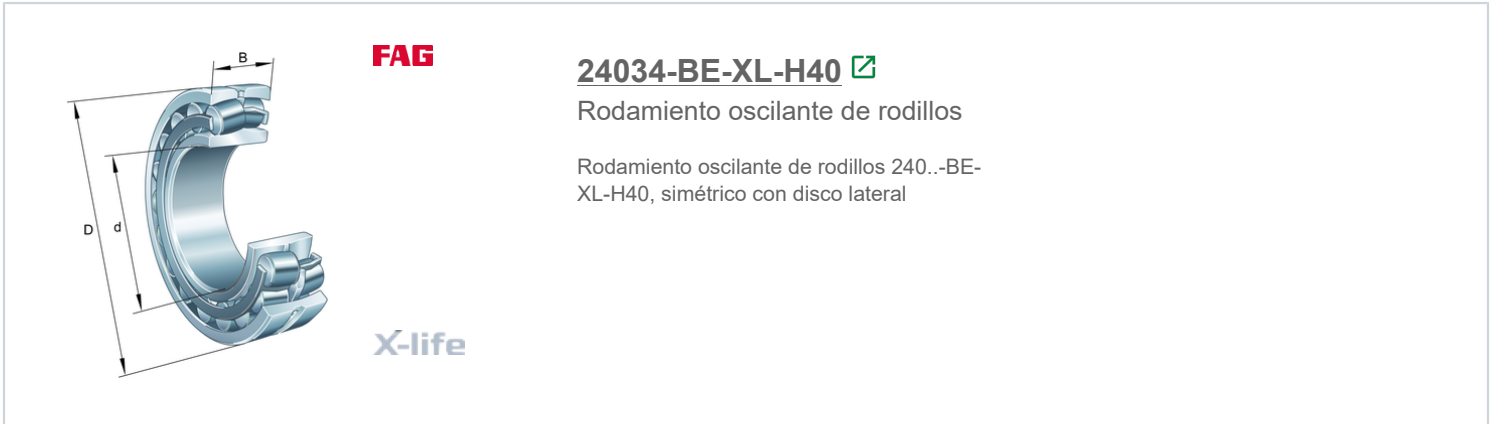 B
FAG
24034-BE-XL-H40
Rodamiento oscilante de rodillos
D
d
Rodamiento oscilante de rodillos 240..-BE-
XL-H40, simétrico con disco lateral
X-life